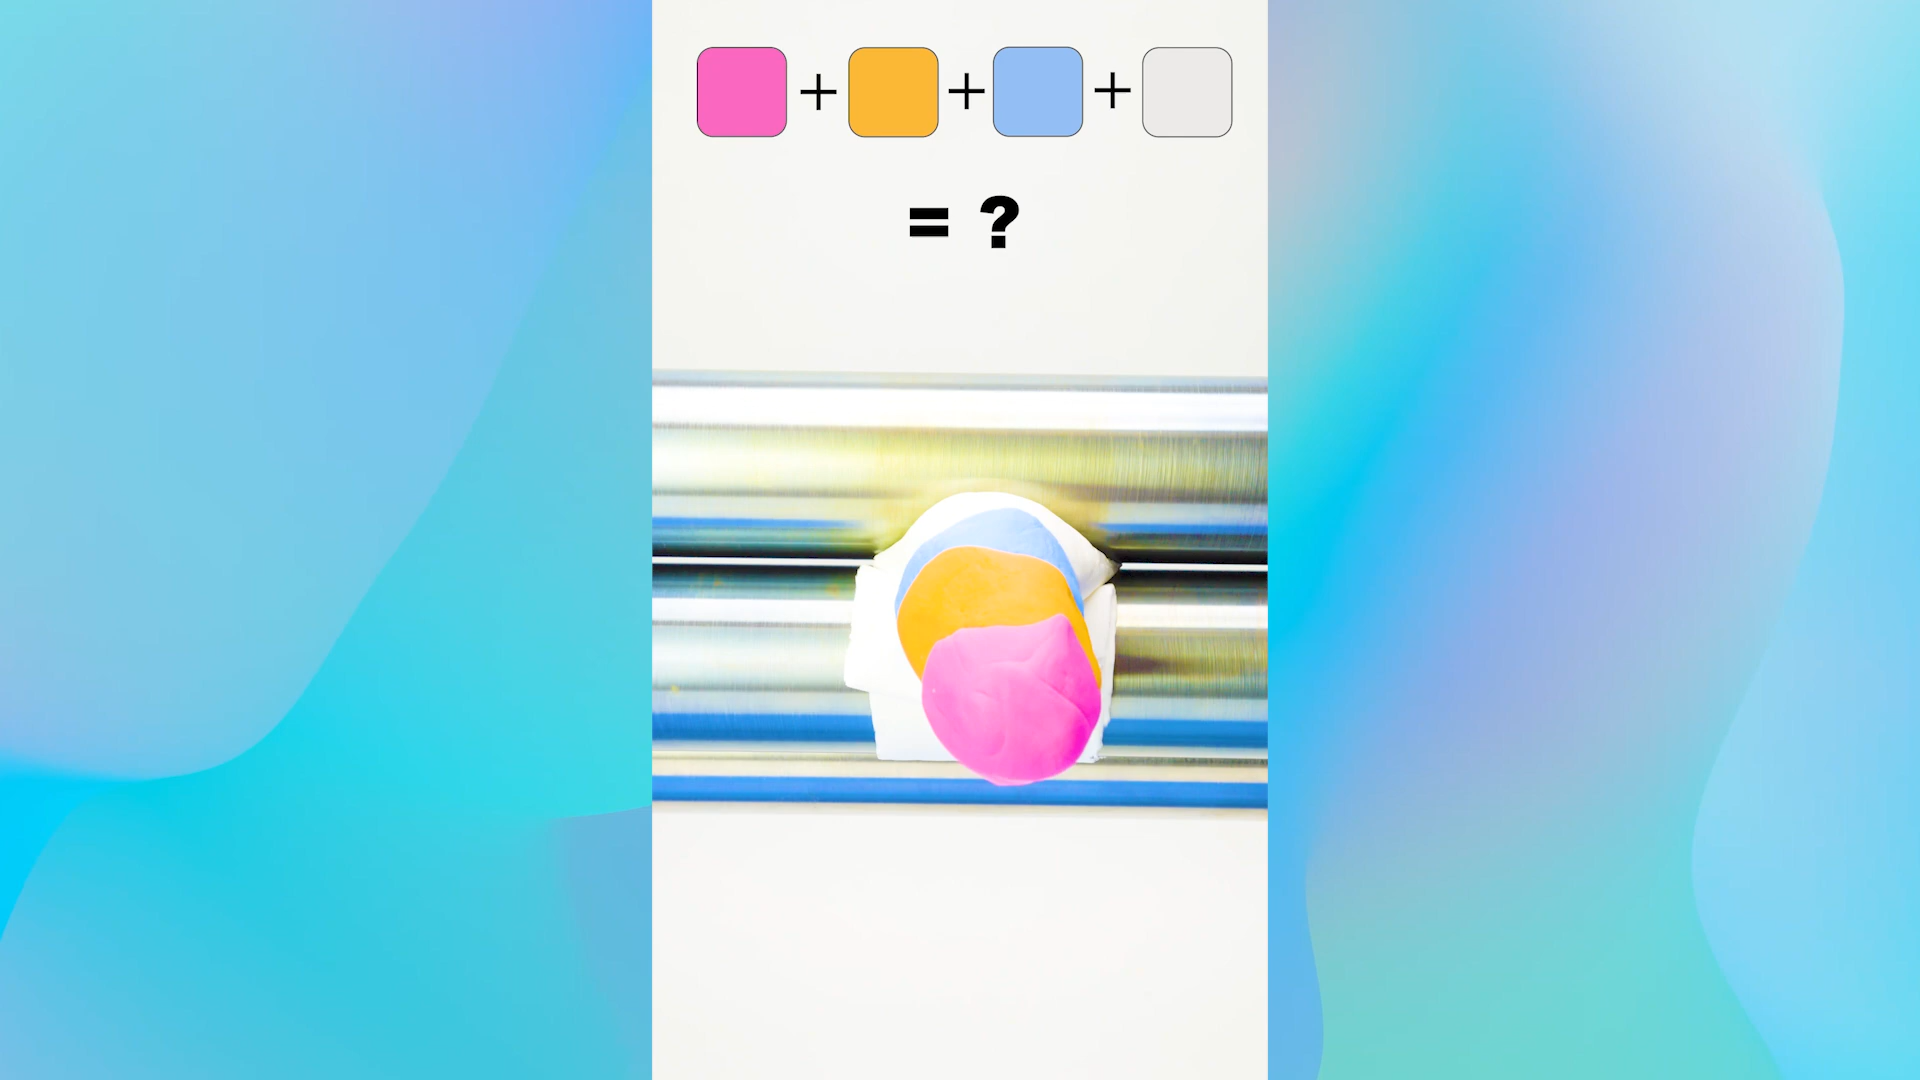 + + +
= ?